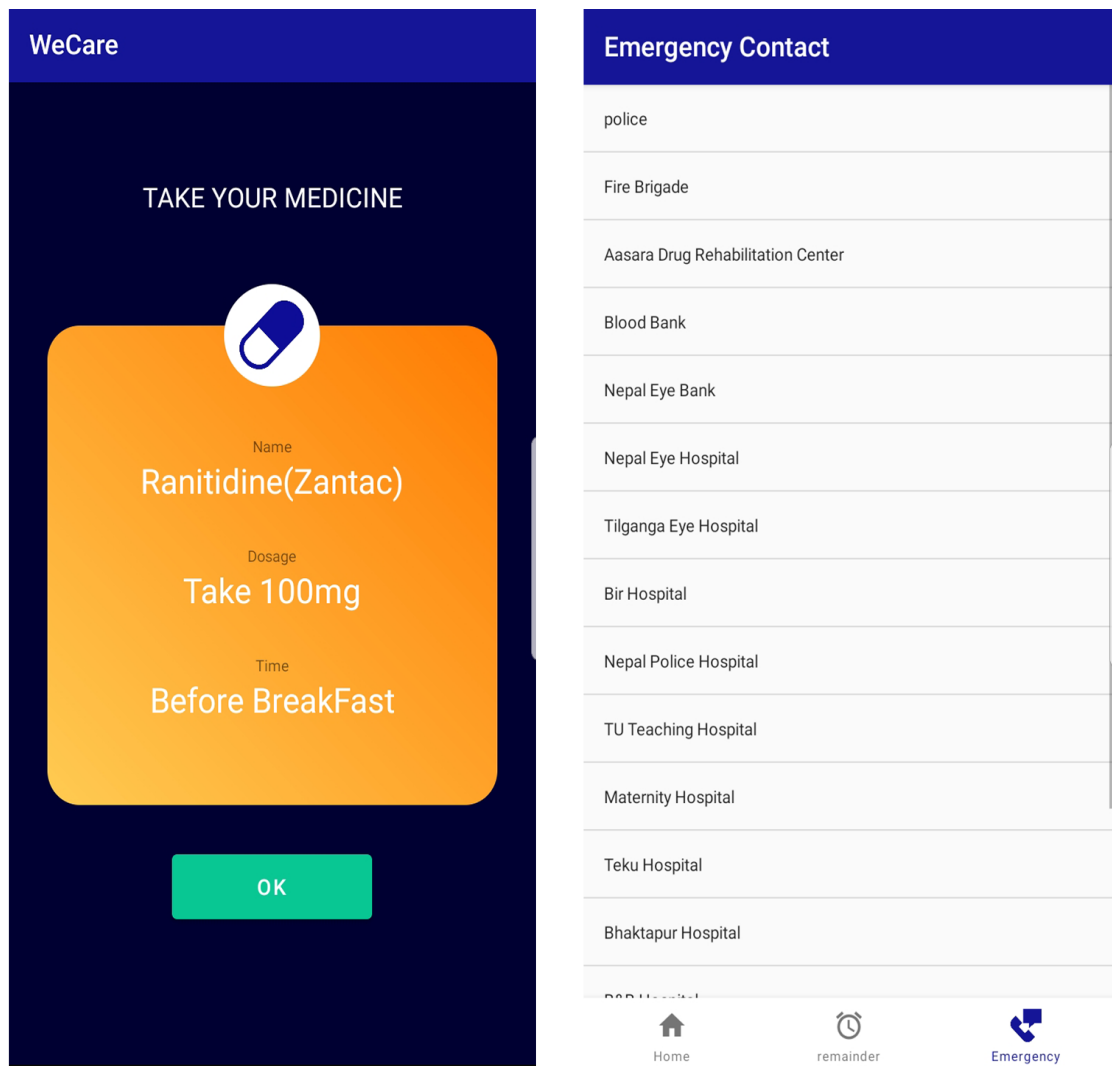 WeCare
TAKE YOUR MEDICINE
Name
Ranitidine(Zantac)
Dosage
Take 100mg
Time
Before BreakFast
OK
Emergency Contact
police
Fire Brigade
Aasara Drug Rehabilitation Center
Blood Bank
Nepal Eye Bank
Nepal Eye Hospital
Tilganga Eye Hospital
Bir Hospital
Nepal Police Hospital
TU Teaching Hospital
Maternity Hospital
Teku Hospital
Bhaktapur Hospital
Home
remainder
Emergency